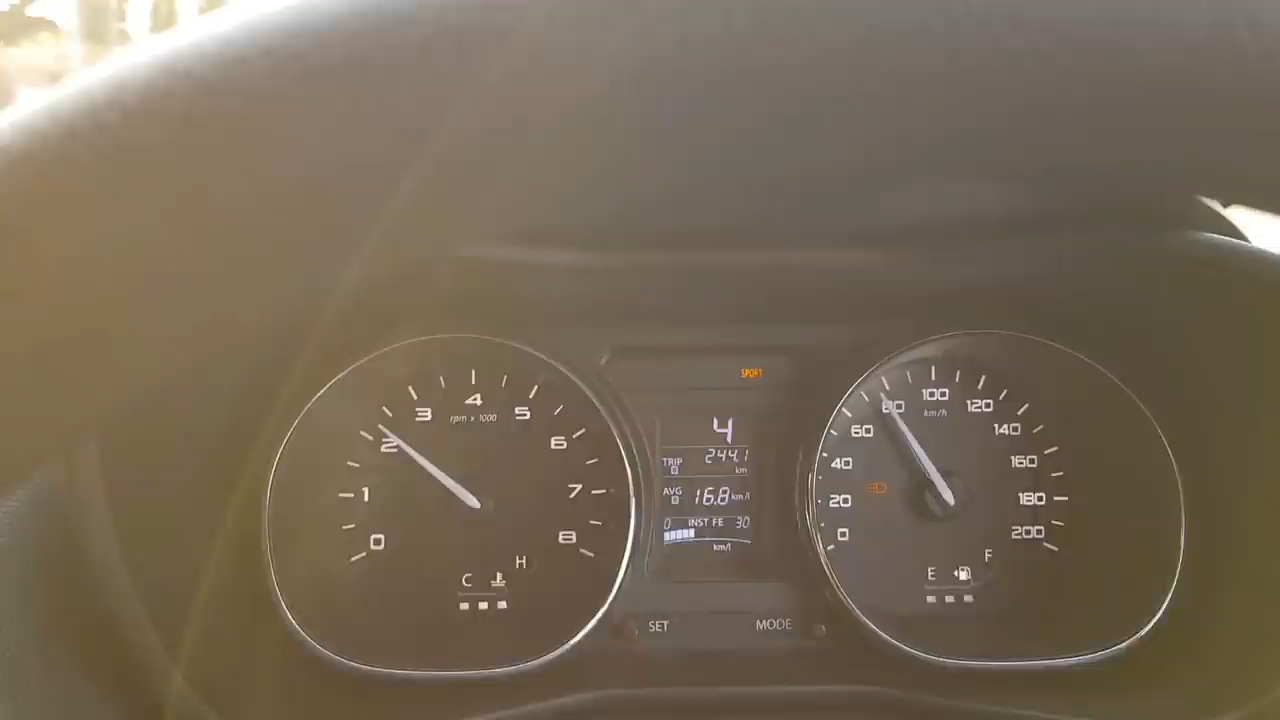 0
1
2
3
4
5
6
7
8
rpm x 1000
C
H
SPORT
4
TRIP
B
244.1
km
AVG
B
16.8 km/l
0 INST FE 30
km/l
SET
MODE
0
20
40
60
80
100
120
140
160
180
200
km/h
E
F